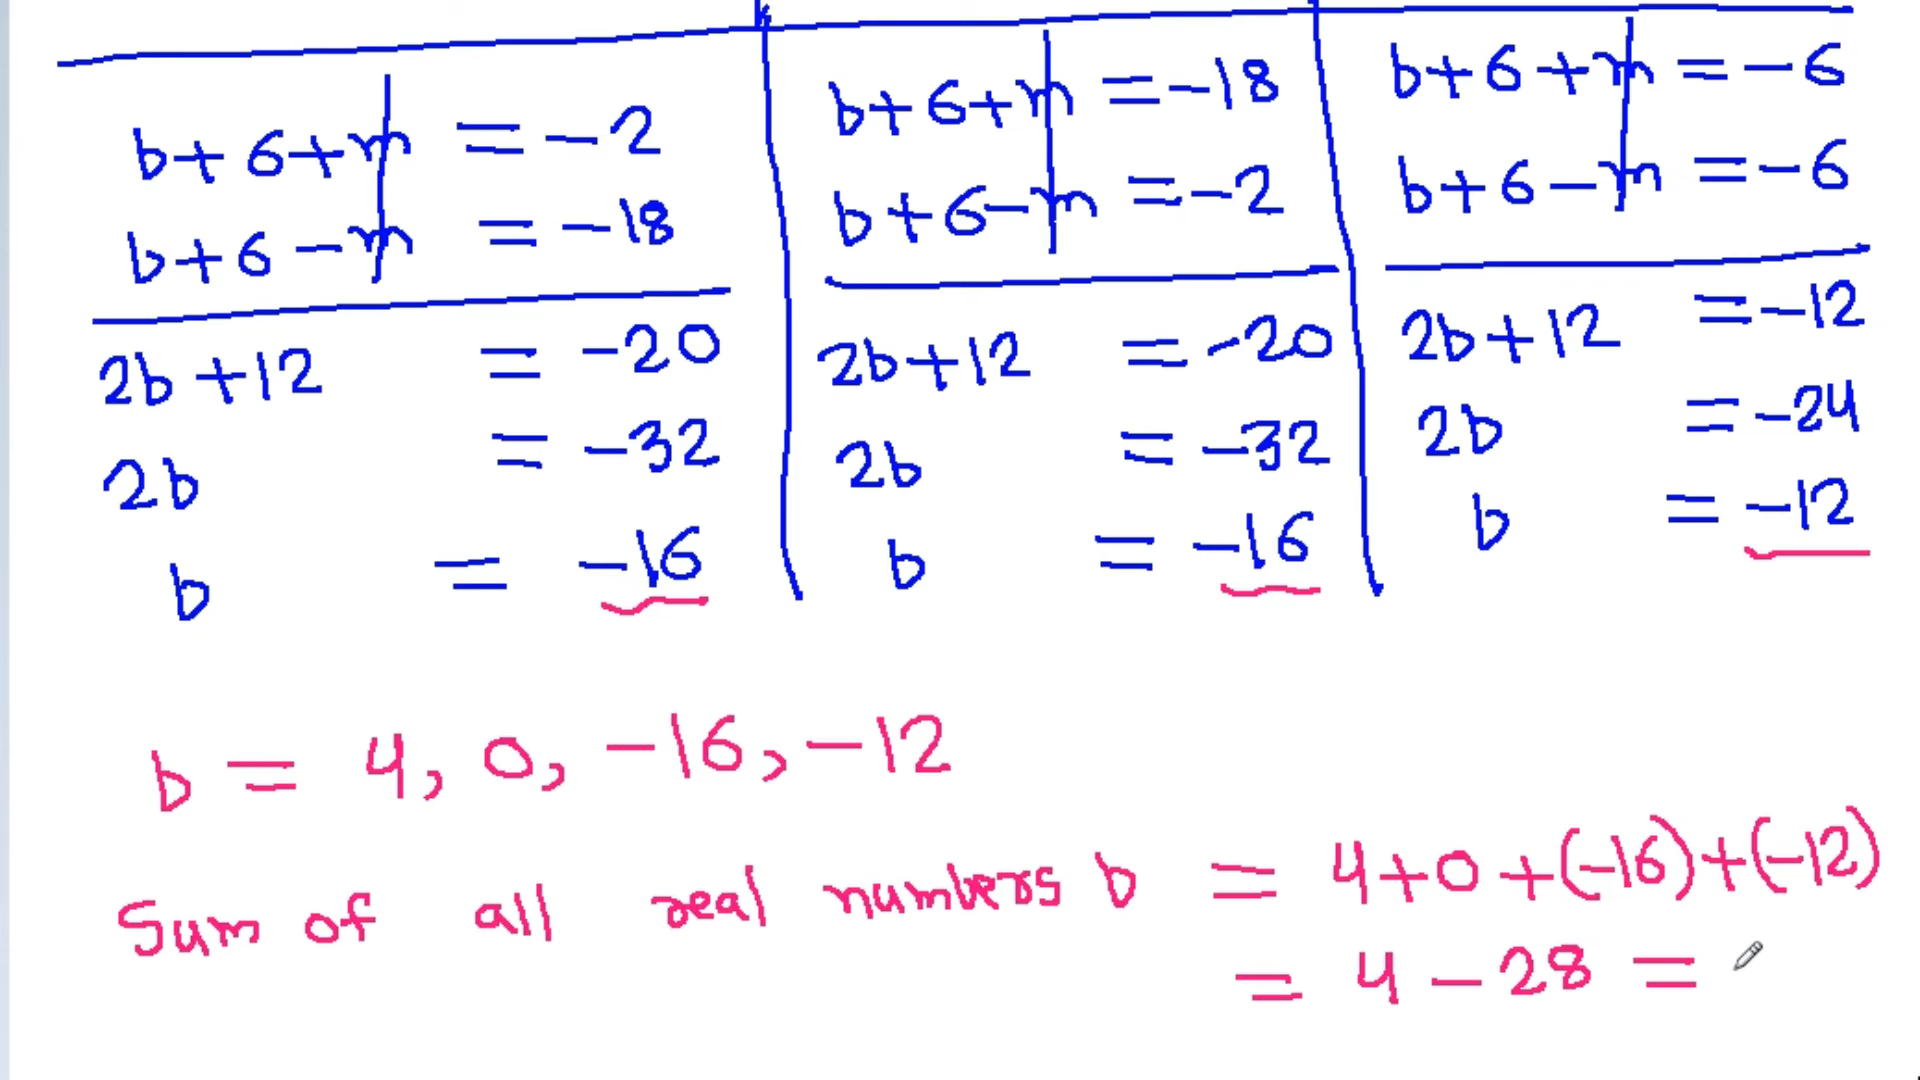 b+6+m = -2
b+6-m = -18
2b+12 = -20
2b = -32
b = -16
b+6+m = -18
b+6-m = -2
2b+12 = -20
2b = -32
b = -16
b+6+m = -6
b+6-m = -6
2b+12 = -12
2b = -24
b = -12
b = 4, 0, -16, -12
Sum of all real numbers b = 4+0+(-16)+(-12)
= 4-28 =